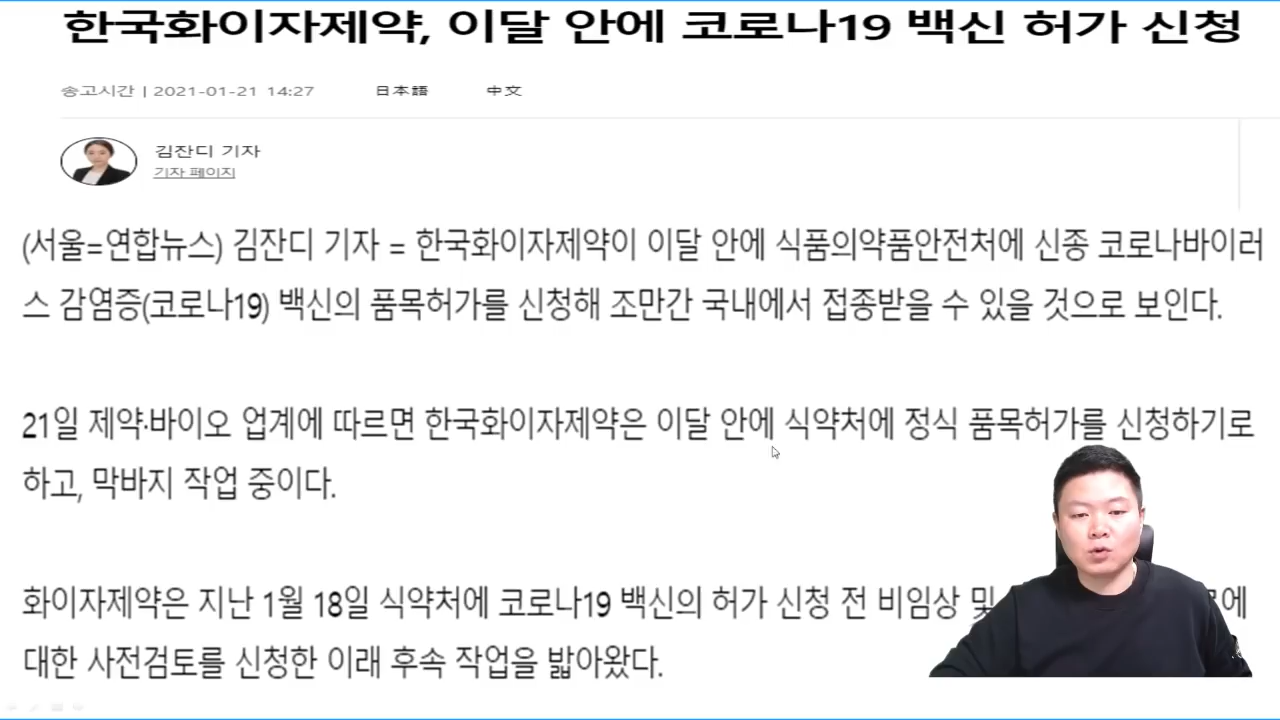 한국화이자제약, 이달 안에 코로나19 백신 허가 신청
송고시간 | 2021-01-21 14:27 日本語 中文
김잔디 기자
기자 페이지
(서울=연합뉴스) 김잔디 기자 = 한국화이자제약이 이달 안에 식품의약품안전처에 신종 코로나바이러
스 감염증(코로나19) 백신의 품목허가를 신청해 조만간 국내에서 접종받을 수 있을 것으로 보인다.
21일 제약·바이오 업계에 따르면 한국화이자제약은 이달 안에 식약처에 정식 품목허가를 신청하기로
하고, 막바지 작업 중이다.
화이자제약은 지난 1월 18일 식약처에 코로나19 백신의 허가 신청 전 비임상 및
대한 사전검토를 신청한 이래 후속 작업을 밟아왔다.